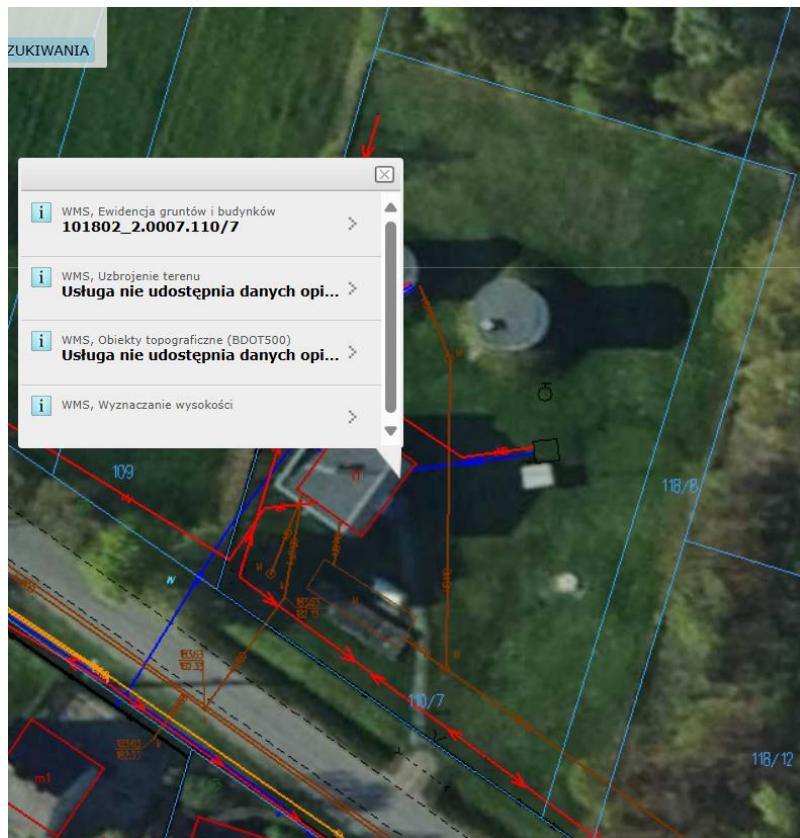 ZUKIWANIA
WMS, Ewidencja gruntów i budynków
101802_2.0007.110/7
WMS, Uzbrojenie terenu
Usługa nie udostępnia danych opi...
WMS, Obiekty topograficzne (BDOT500)
Usługa nie udostępnia danych opi...
WMS, Wyznaczanie wysokości
109
118/8
w
110/7
118/12
m1